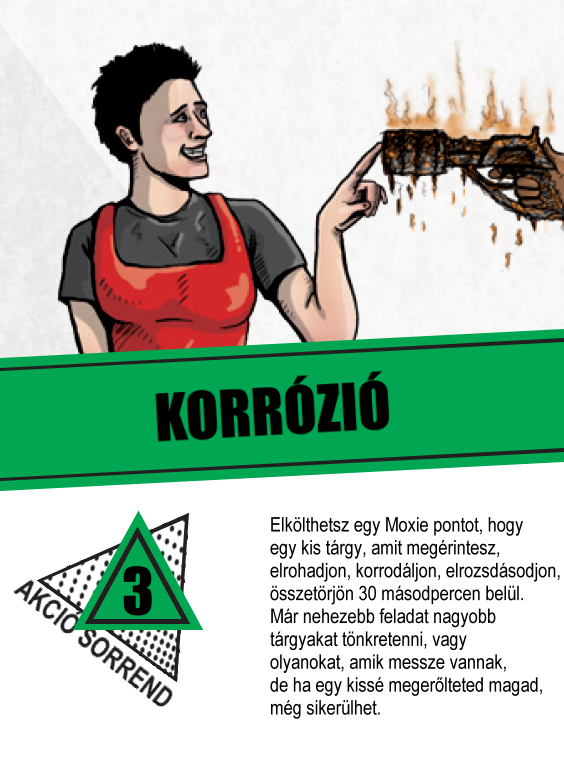 KORRÓZIÓ
3
AKCIÓ SORREND
Elkölthetsz egy Moxie pontot, hogy
egy kis tárgy, amit megérintesz,
elrohadjon, korrodáljon, elrozsdásodjon,
összetörjön 30 másodpercen belül.
Már nehezebb feladat nagyobb
tárgyakat tönkretenni, vagy
olyanokat, amik messze vannak,
de ha egy kissé megerőlteted magad,
még sikerülhet.